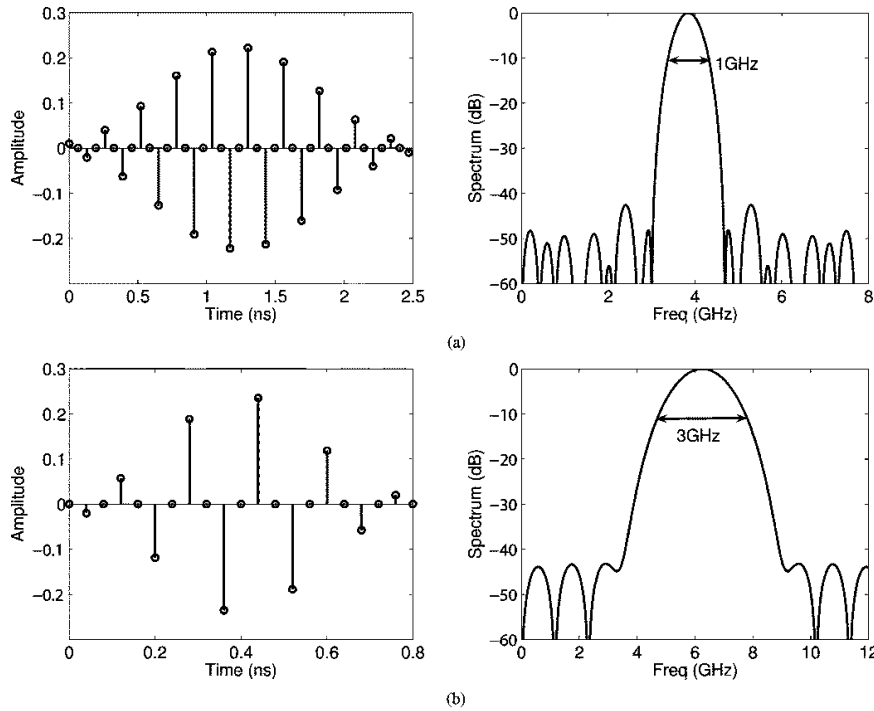 0.3
0.2
0.1
0
−0.1
−0.2
Amplitude
0 0.5 1 1.5 2 2.5
Time (ns)
0
−10
−20
−30
−40
−50
−60
Spectrum (dB)
1GHz
0 2 4 6 8
Freq (GHz)
(a)
0.3
0.2
0.1
0
−0.1
−0.2
Amplitude
0 0.2 0.4 0.6 0.8
Time (ns)
0
−10
−20
−30
−40
−50
−60
Spectrum (dB)
3GHz
0 2 4 6 8 10 12
Freq (GHz)
(b)